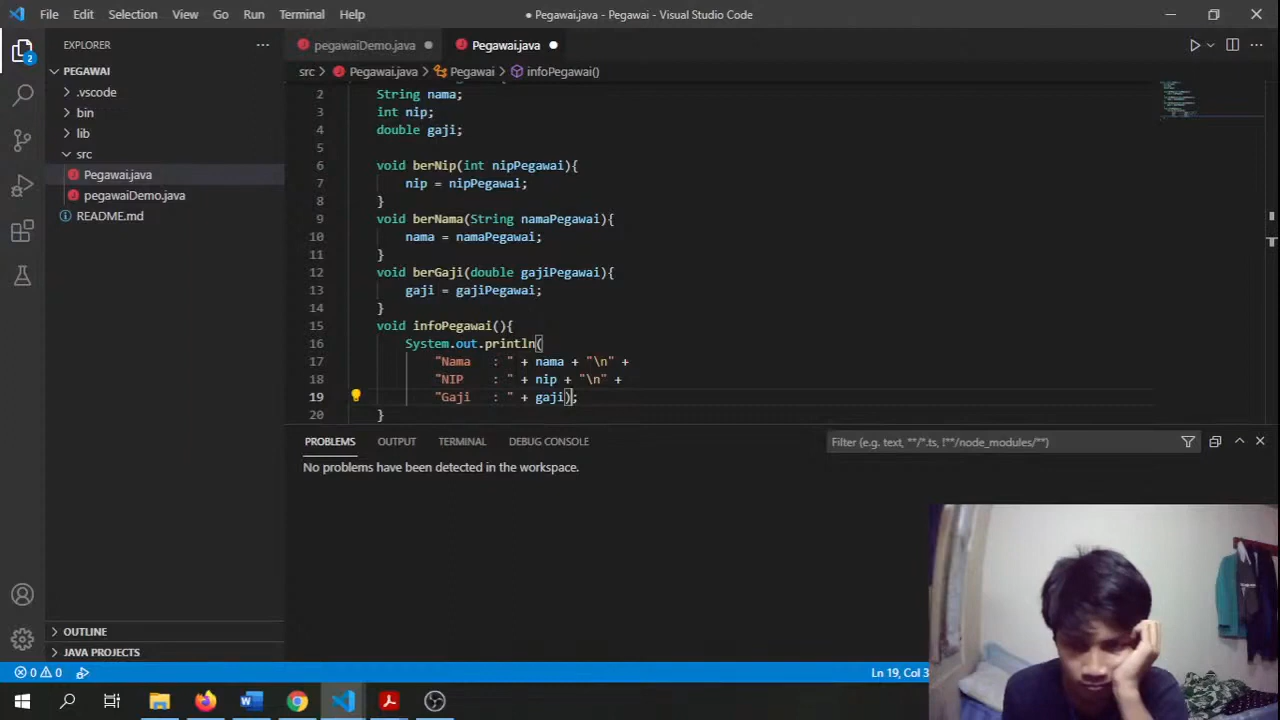 File Edit Selection View Go Run Terminal Help
● Pegawai.java - Pegawai - Visual Studio Code
EXPLORER
pegawaiDemo.java
Pegawai.java
PEGAWAI
src > Pegawai.java > Pegawai > infoPegawai()
.vscode
bin
lib
src
Pegawai.java
pegawaiDemo.java
README.md
2 String nama;
3 int nip;
4 double gaji;
5
6 void berNip(int nipPegawai){
7 nip = nipPegawai;
8 }
9 void berNama(String namaPegawai){
10 nama = namaPegawai;
11 }
12 void berGaji(double gajiPegawai){
13 gaji = gajiPegawai;
14 }
15 void infoPegawai(){
16 System.out.println(
17 "Nama   : " + nama + "\n" +
18 "NIP    : " + nip + "\n" +
19 "Gaji   : " + gaji);
20 }
PROBLEMS OUTPUT TERMINAL DEBUG CONSOLE
Filter (e.g. text, **/*.ts, !**/node_modules/**)
No problems have been detected in the workspace.
OUTLINE
JAVA PROJECTS
2
0 0
Ln 19, Col 3